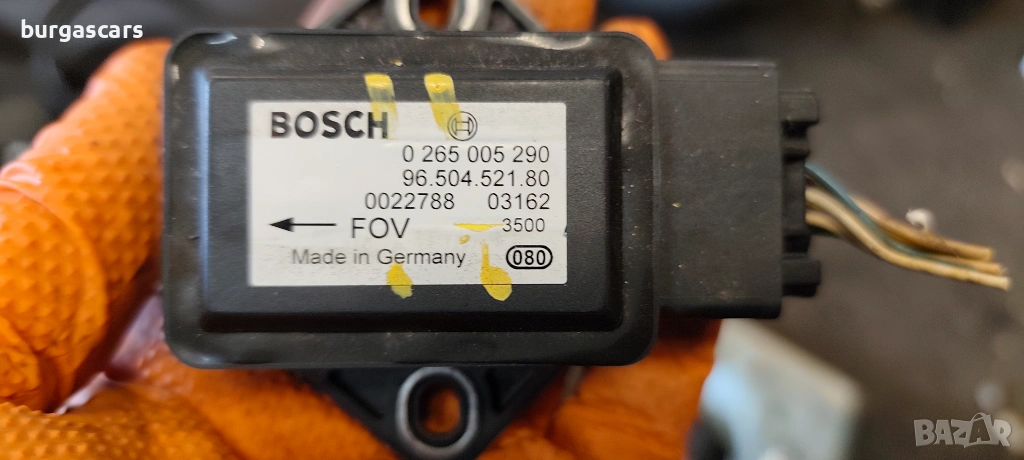 burgascars
BOSCH
0 265 005 290
96.504.521.80
0022788 03162
FOV 3500
Made in Germany 080
BAZAR